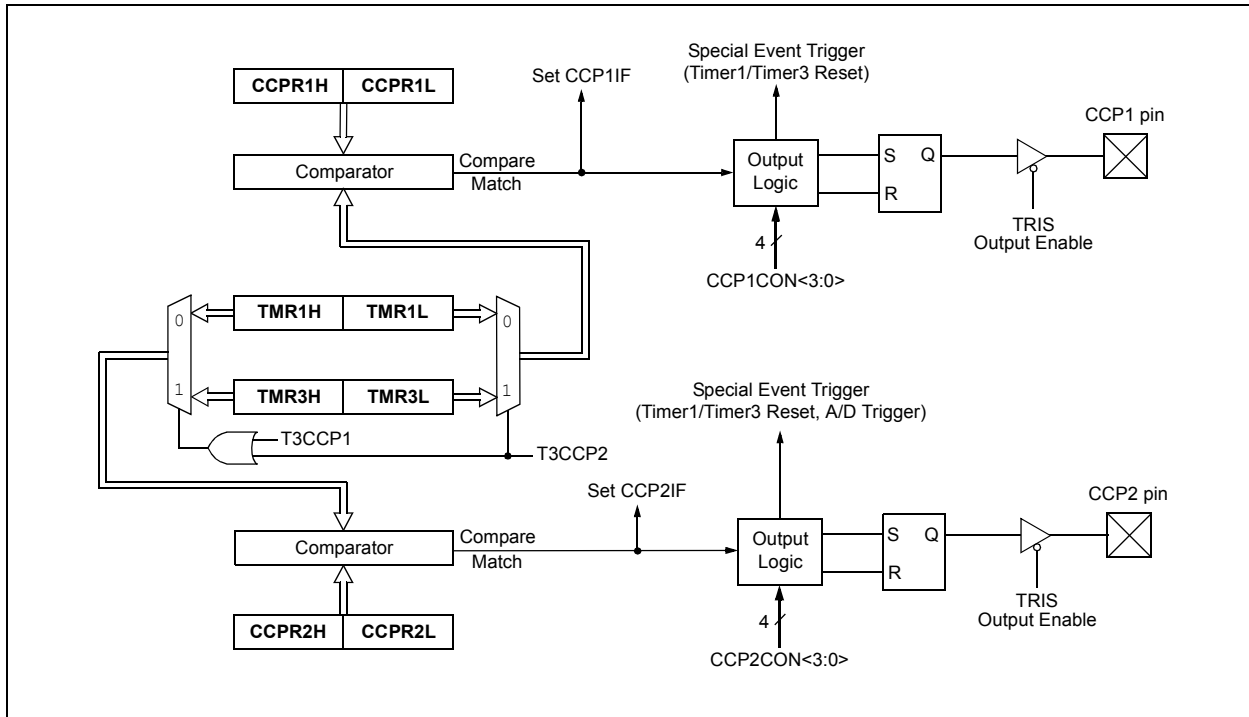 CCPR1H CCPR1L
Set CCP1IF
Special Event Trigger
(Timer1/Timer3 Reset)
CCP1 pin
Comparator
Compare
Match
Output
Logic
S Q
R
TRIS
Output Enable
4
CCP1CON<3:0>
0
TMR1H TMR1L
0
1
TMR3H TMR3L
1
T3CCP1
T3CCP2
Special Event Trigger
(Timer1/Timer3 Reset, A/D Trigger)
Set CCP2IF
CCP2 pin
Comparator
Compare
Match
Output
Logic
S Q
R
TRIS
Output Enable
4
CCPR2H CCPR2L
CCP2CON<3:0>